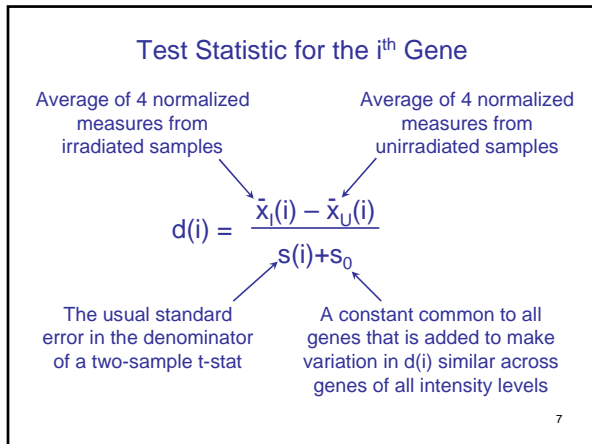 Test Statistic for the iᵗʰ Gene
Average of 4 normalized
measures from
irradiated samples
Average of 4 normalized
measures from
unirradiated samples
d(i) = x̄_I(i) – x̄_U(i)
s(i)+s₀
The usual standard
error in the denominator
of a two-sample t-stat
A constant common to all
genes that is added to make
variation in d(i) similar across
genes of all intensity levels
7